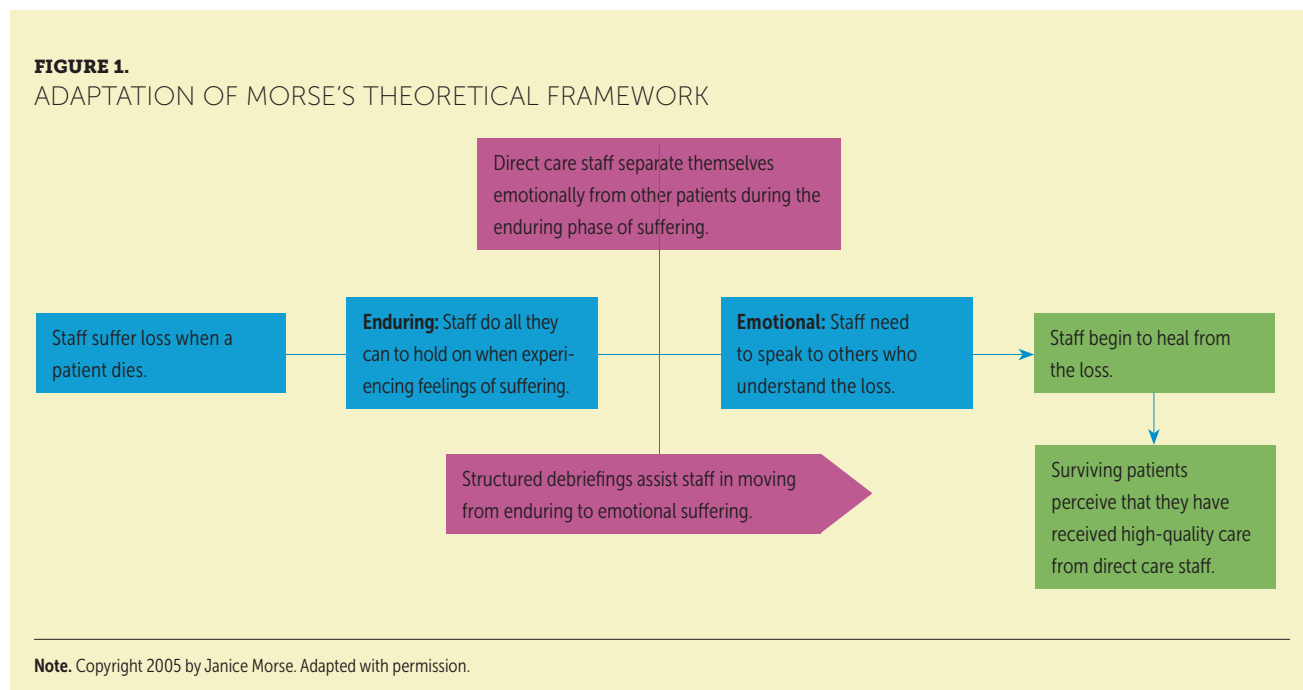 FIGURE 1.
ADAPTATION OF MORSE'S THEORETICAL FRAMEWORK
Direct care staff separate themselves
emotionally from other patients during the
enduring phase of suffering.
Staff suffer loss when a
patient dies.
Enduring: Staff do all they
can to hold on when experi-
encing feelings of suffering.
Emotional: Staff need
to speak to others who
understand the loss.
Staff begin to heal from
the loss.
Structured debriefings assist staff in moving
from enduring to emotional suffering.
Surviving patients
perceive that they have
received high-quality care
from direct care staff.
Note. Copyright 2005 by Janice Morse. Adapted with permission.